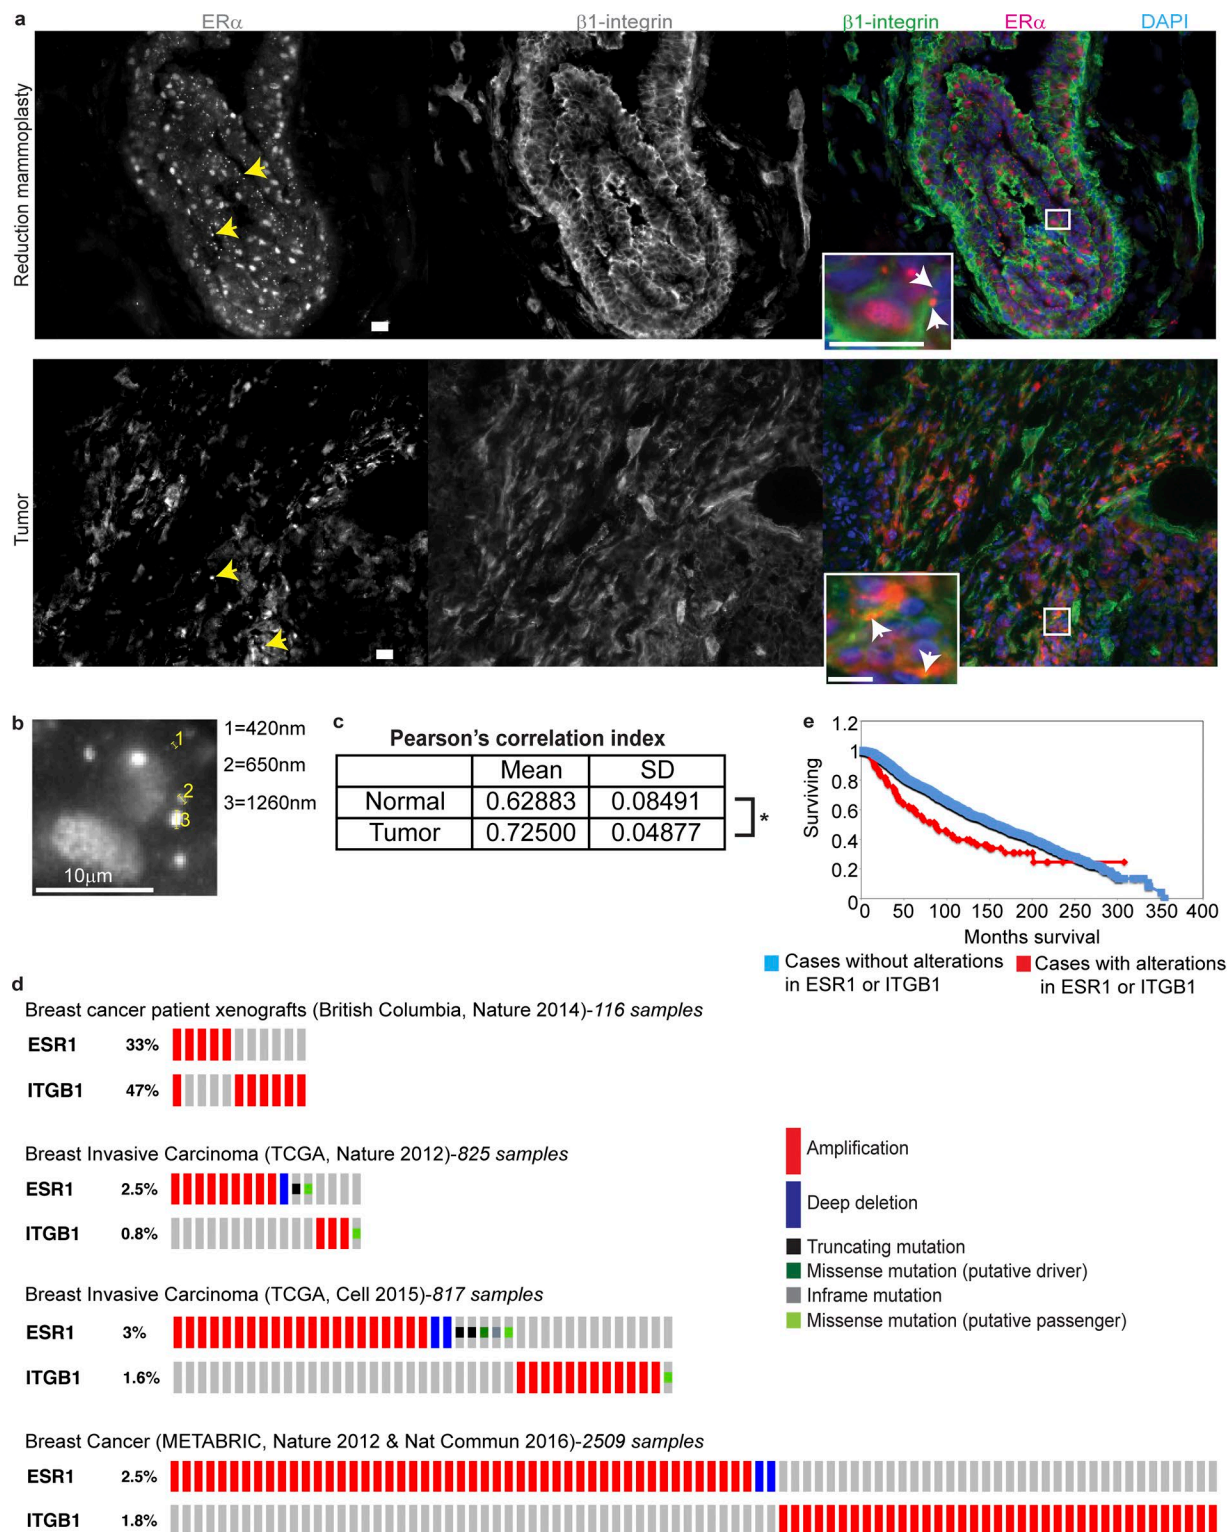 a
ERα
β1-integrin
β1-integrin ERα DAPI
Reduction mammoplasty
Tumor
b
1
2
3
10μm
1=420nm
2=650nm
3=1260nm
c
Pearson's correlation index
Mean SD
Normal 0.62883 0.08491
Tumor 0.72500 0.04877
*
e
1.2
1
0.8
0.6
0.4
0.2
0
Surviving
0 50 100 150 200 250 300 350 400
Months survival
Cases without alterations
in ESR1 or ITGB1
Cases with alterations
in ESR1 or ITGB1
d
Breast cancer patient xenografts (British Columbia, Nature 2014)-116 samples
ESR1 33%
ITGB1 47%
Breast Invasive Carcinoma (TCGA, Nature 2012)-825 samples
ESR1 2.5%
ITGB1 0.8%
Breast Invasive Carcinoma (TCGA, Cell 2015)-817 samples
ESR1 3%
ITGB1 1.6%
Breast Cancer (METABRIC, Nature 2012 & Nat Commun 2016)-2509 samples
ESR1 2.5%
ITGB1 1.8%
Amplification
Deep deletion
Truncating mutation
Missense mutation (putative driver)
Inframe mutation
Missense mutation (putative passenger)